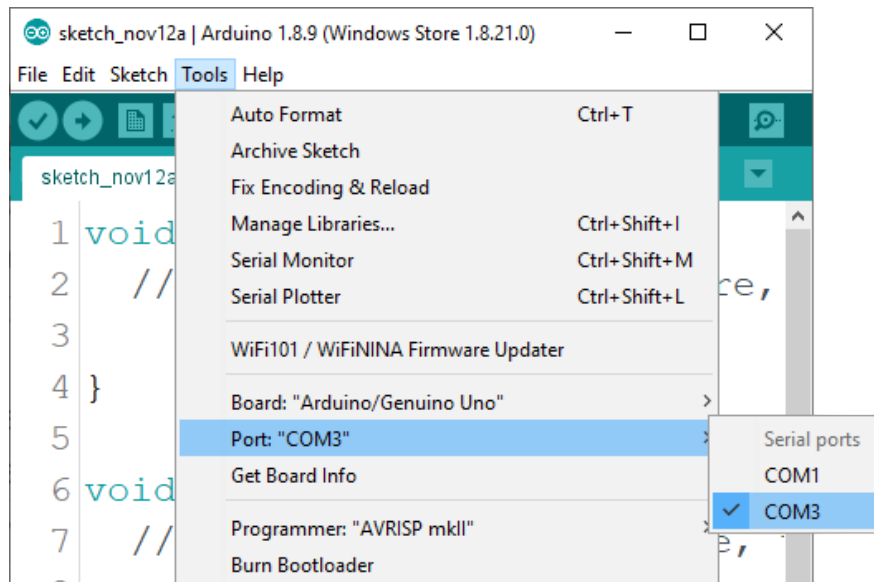 sketch_nov12a | Arduino 1.8.9 (Windows Store 1.8.21.0)
File Edit Sketch Tools Help
Auto Format Ctrl+T
Archive Sketch
sketch_nov12a
Fix Encoding & Reload
1 void
Manage Libraries... Ctrl+Shift+I
Serial Monitor Ctrl+Shift+M
2 // re,
Serial Plotter Ctrl+Shift+L
3
WiFi101 / WiFiNINA Firmware Updater
4 }
Board: "Arduino/Genuino Uno"
5
Port: "COM3"
Serial ports
6 void
Get Board Info
COM1
COM3
7 //
Programmer: "AVRISP mkII"
Burn Bootloader